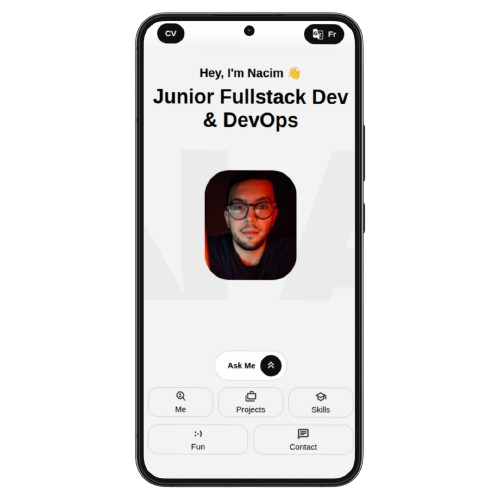 CV
Fr
Hey, I'm Nacim 👋
Junior Fullstack Dev
& DevOps
Ask Me
Me
Projects
Skills
:-)
Fun
Contact